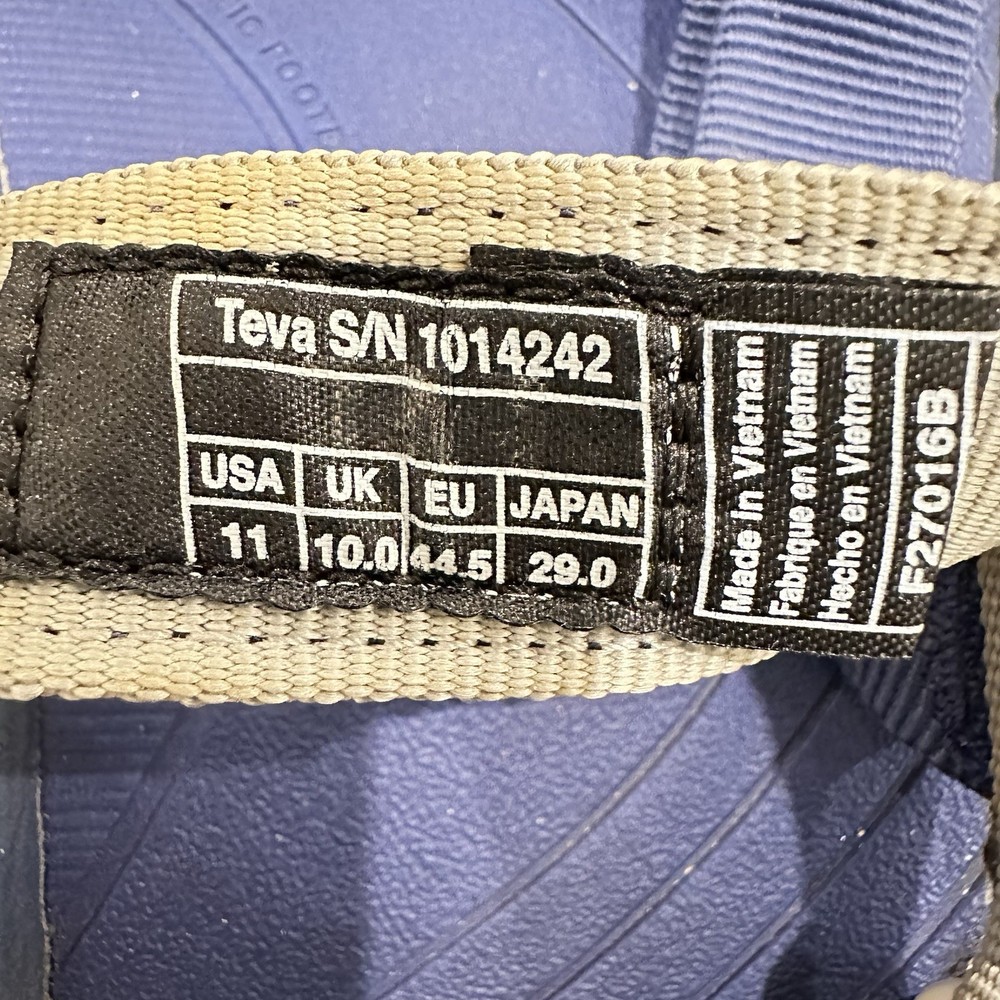 Teva S/N 1014242
USA UK EU JAPAN
11 10.0 44.5 29.0
Made in Vietnam
Fabrique en Vietnam
Hecho en Vietnam
F27016B